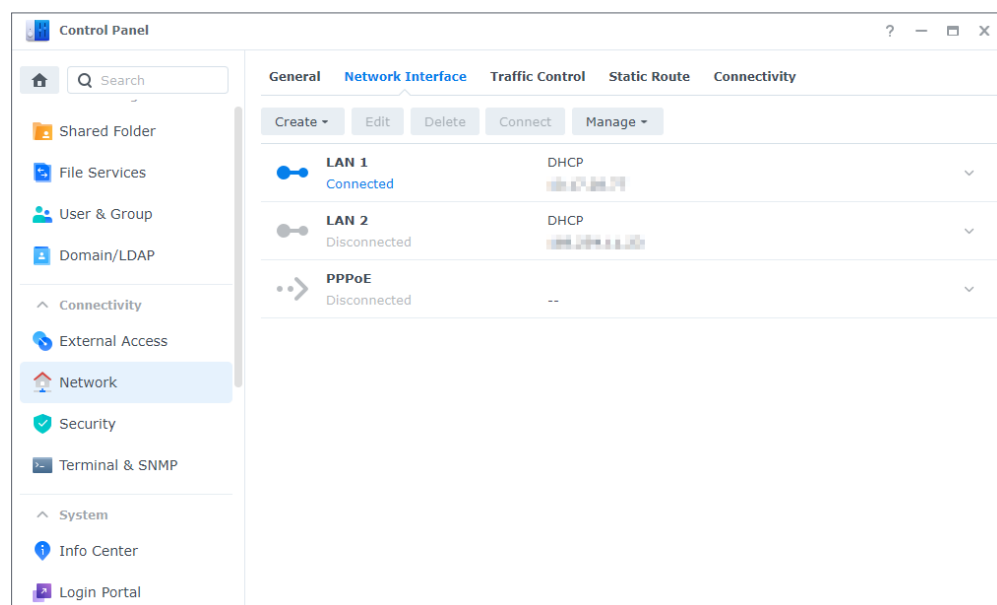 Control Panel
?
Search
General Network Interface Traffic Control Static Route Connectivity
Create Edit Delete Connect Manage
Shared Folder
File Services
User & Group
Domain/LDAP
Connectivity
External Access
Network
Security
Terminal & SNMP
System
Info Center
Login Portal
LAN 1 DHCP
Connected
LAN 2 DHCP
Disconnected
PPPoE
Disconnected --